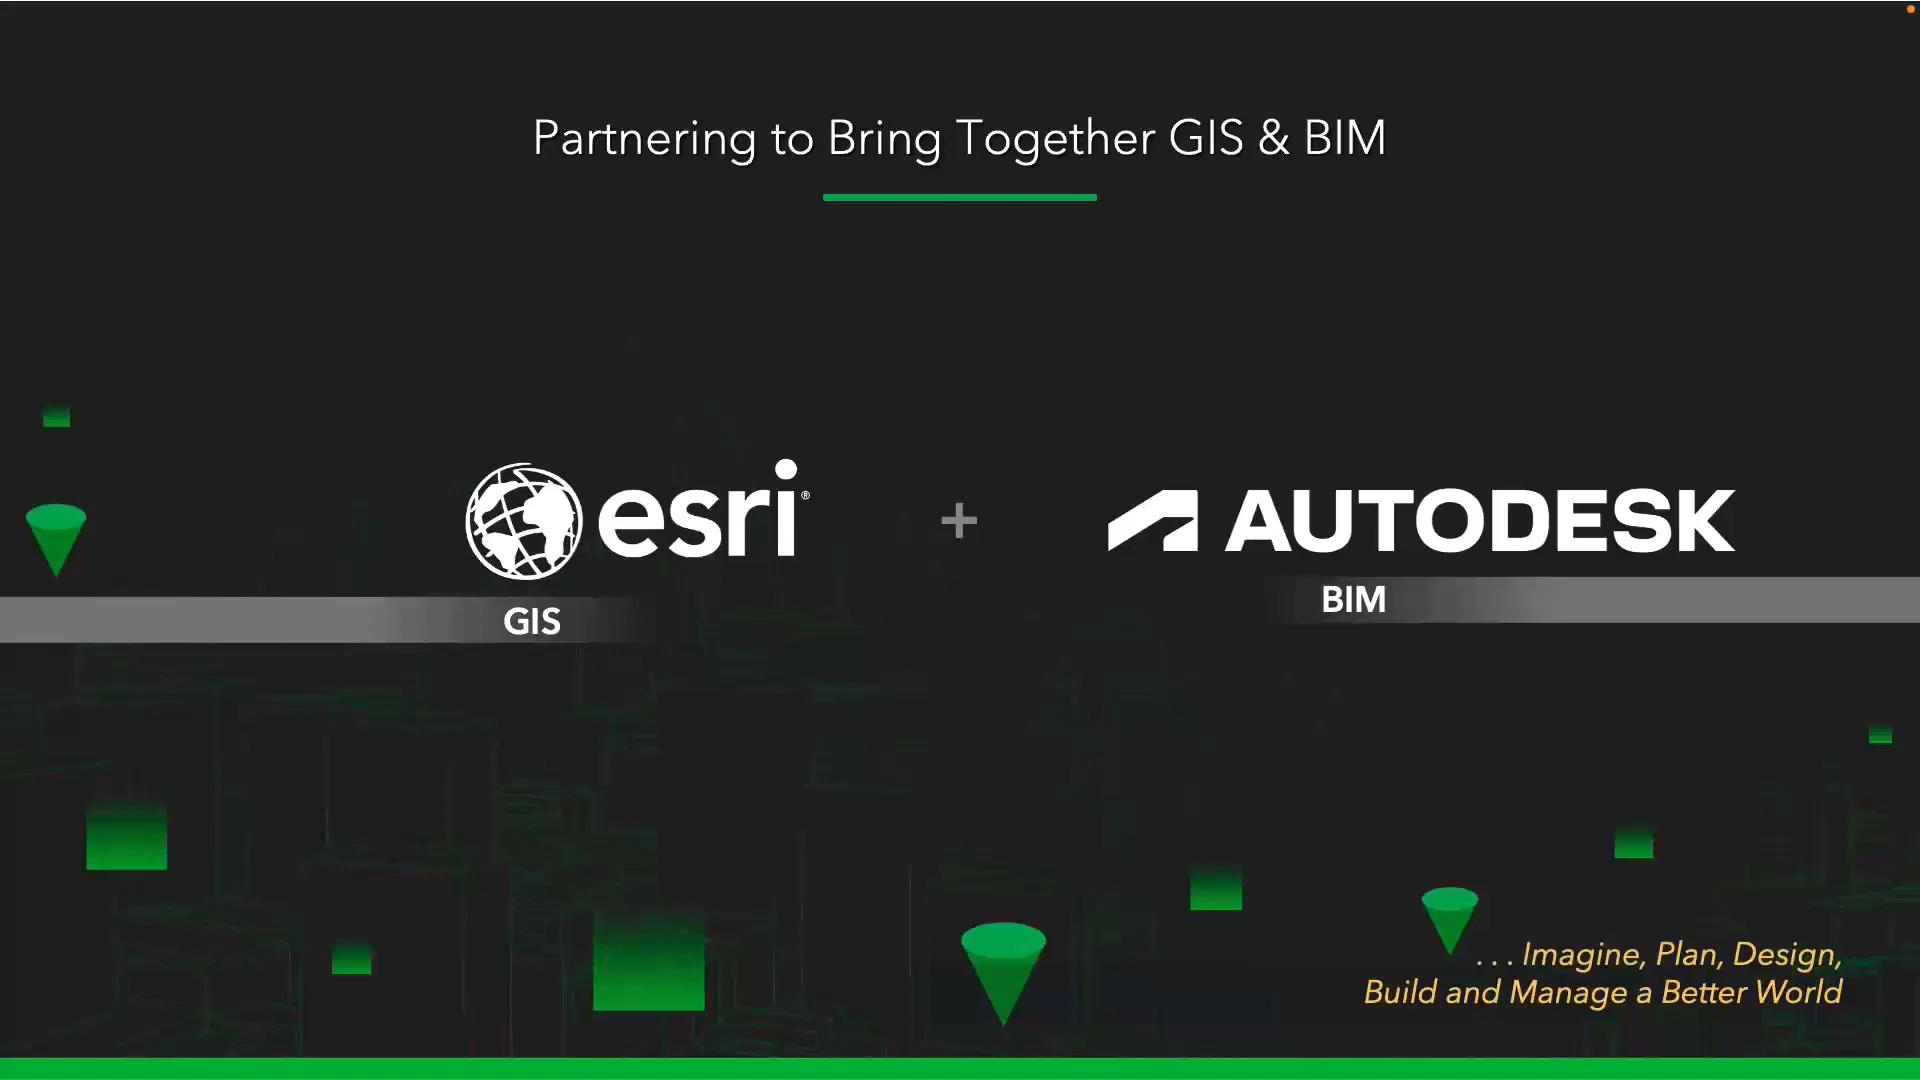 Partnering to Bring Together GIS & BIM
esri®
+
AUTODESK
GIS
BIM
. . . Imagine, Plan, Design,
Build and Manage a Better World